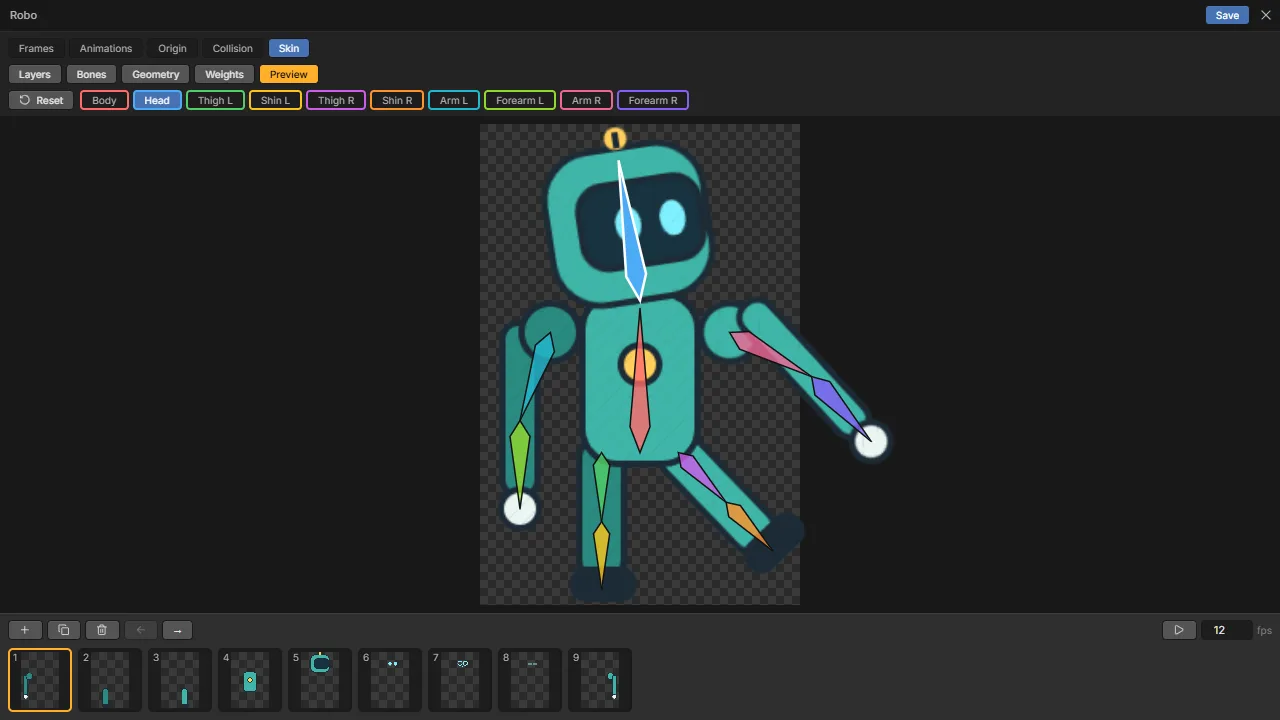 Robo Save
Frames Animations Origin Collision Skin
Layers Bones Geometry Weights Preview
Reset Body Head Thigh L Shin L Thigh R Shin R Arm L Forearm L Arm R Forearm R
12 fps
1 2 3 4 5 6 7 8 9